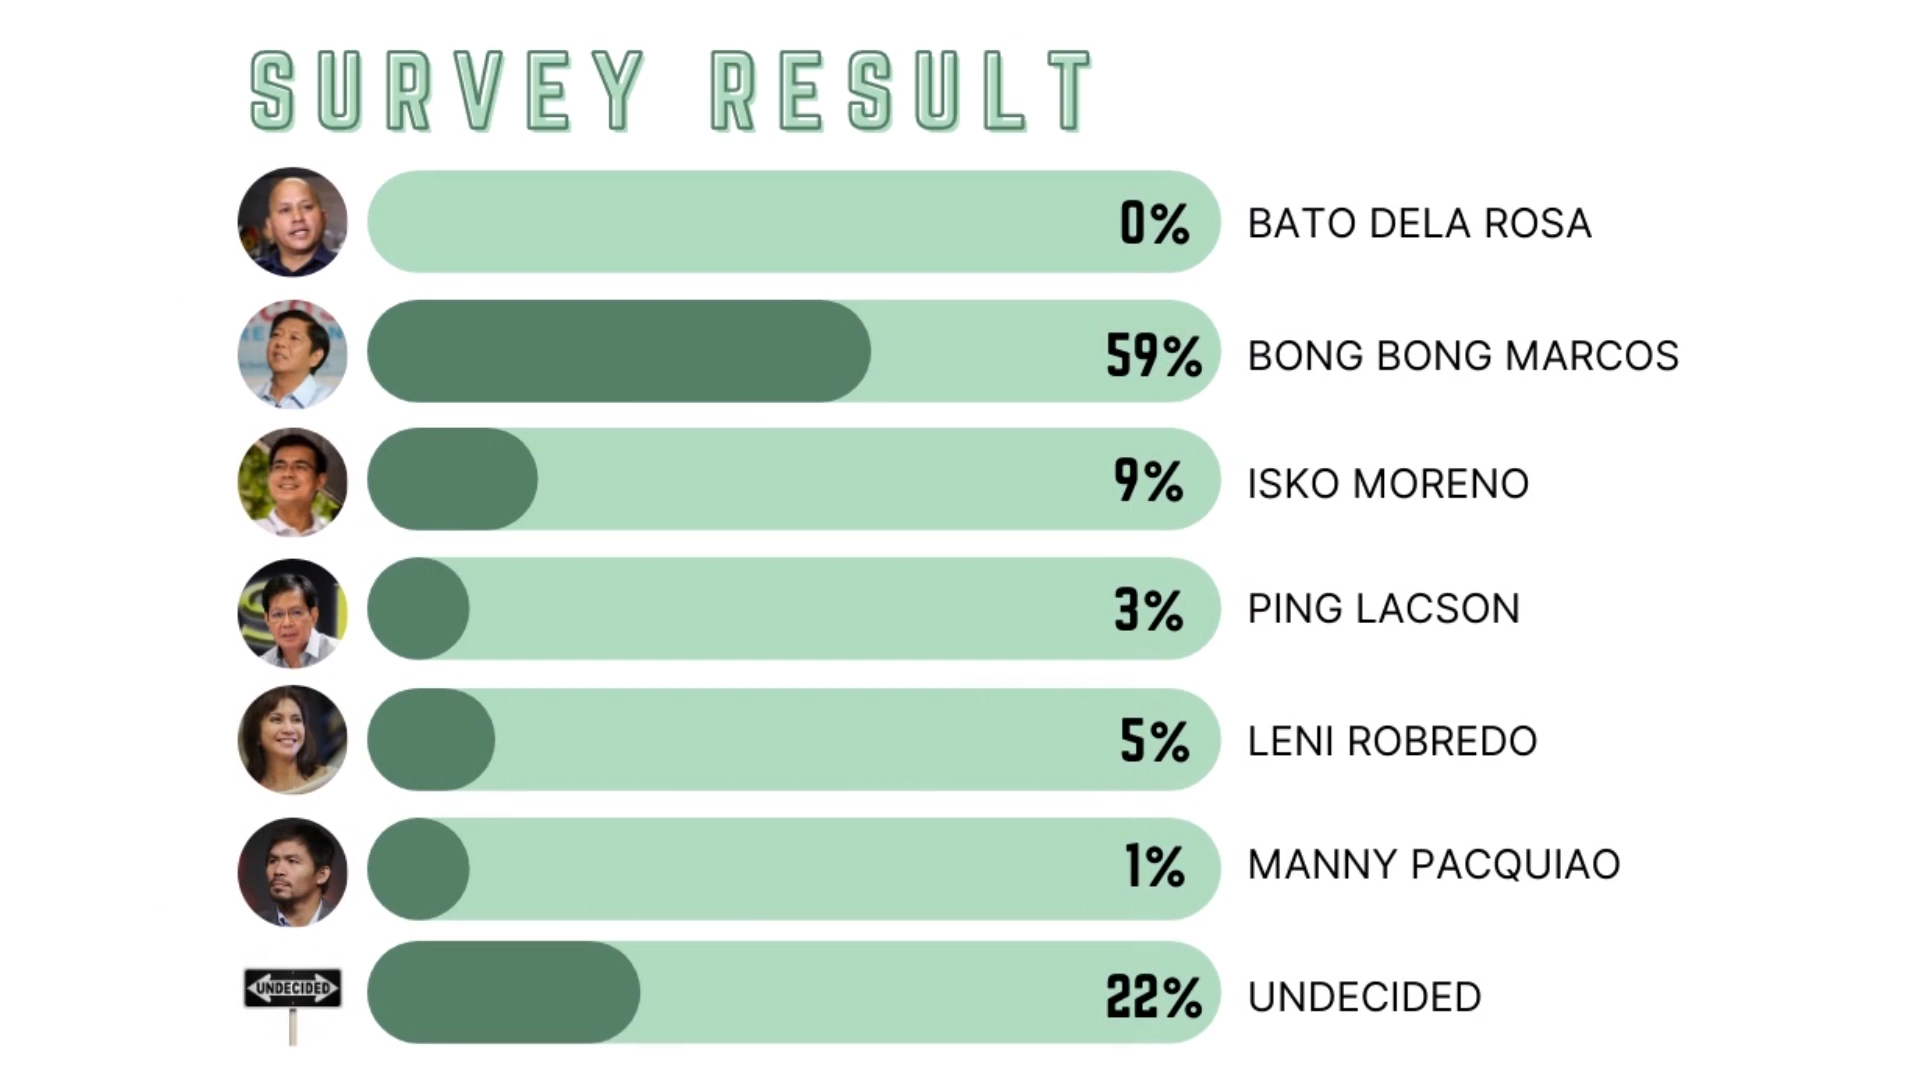 SURVEY RESULT
0% BATO DELA ROSA
59% BONG BONG MARCOS
9% ISKO MORENO
3% PING LACSON
5% LENI ROBREDO
1% MANNY PACQUIAO
UNDECIDED 22% UNDECIDED